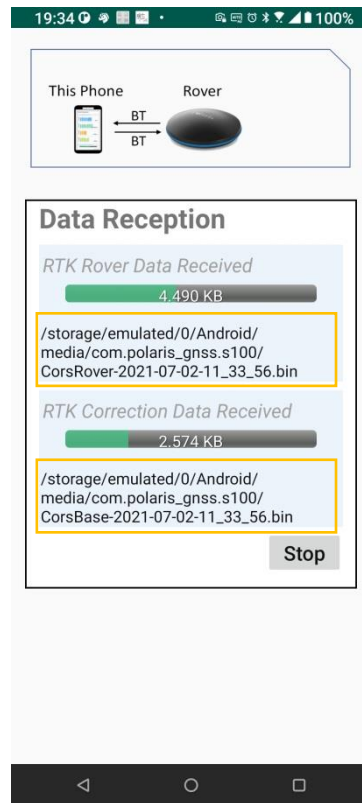 19:34 100%
This Phone Rover
BT
BT
Data Reception
RTK Rover Data Received
4.490 KB
/storage/emulated/0/Android/
media/com.polaris_gnss.s100/
CorsRover-2021-07-02-11_33_56.bin
RTK Correction Data Received
2.574 KB
/storage/emulated/0/Android/
media/com.polaris_gnss.s100/
CorsBase-2021-07-02-11_33_56.bin
Stop